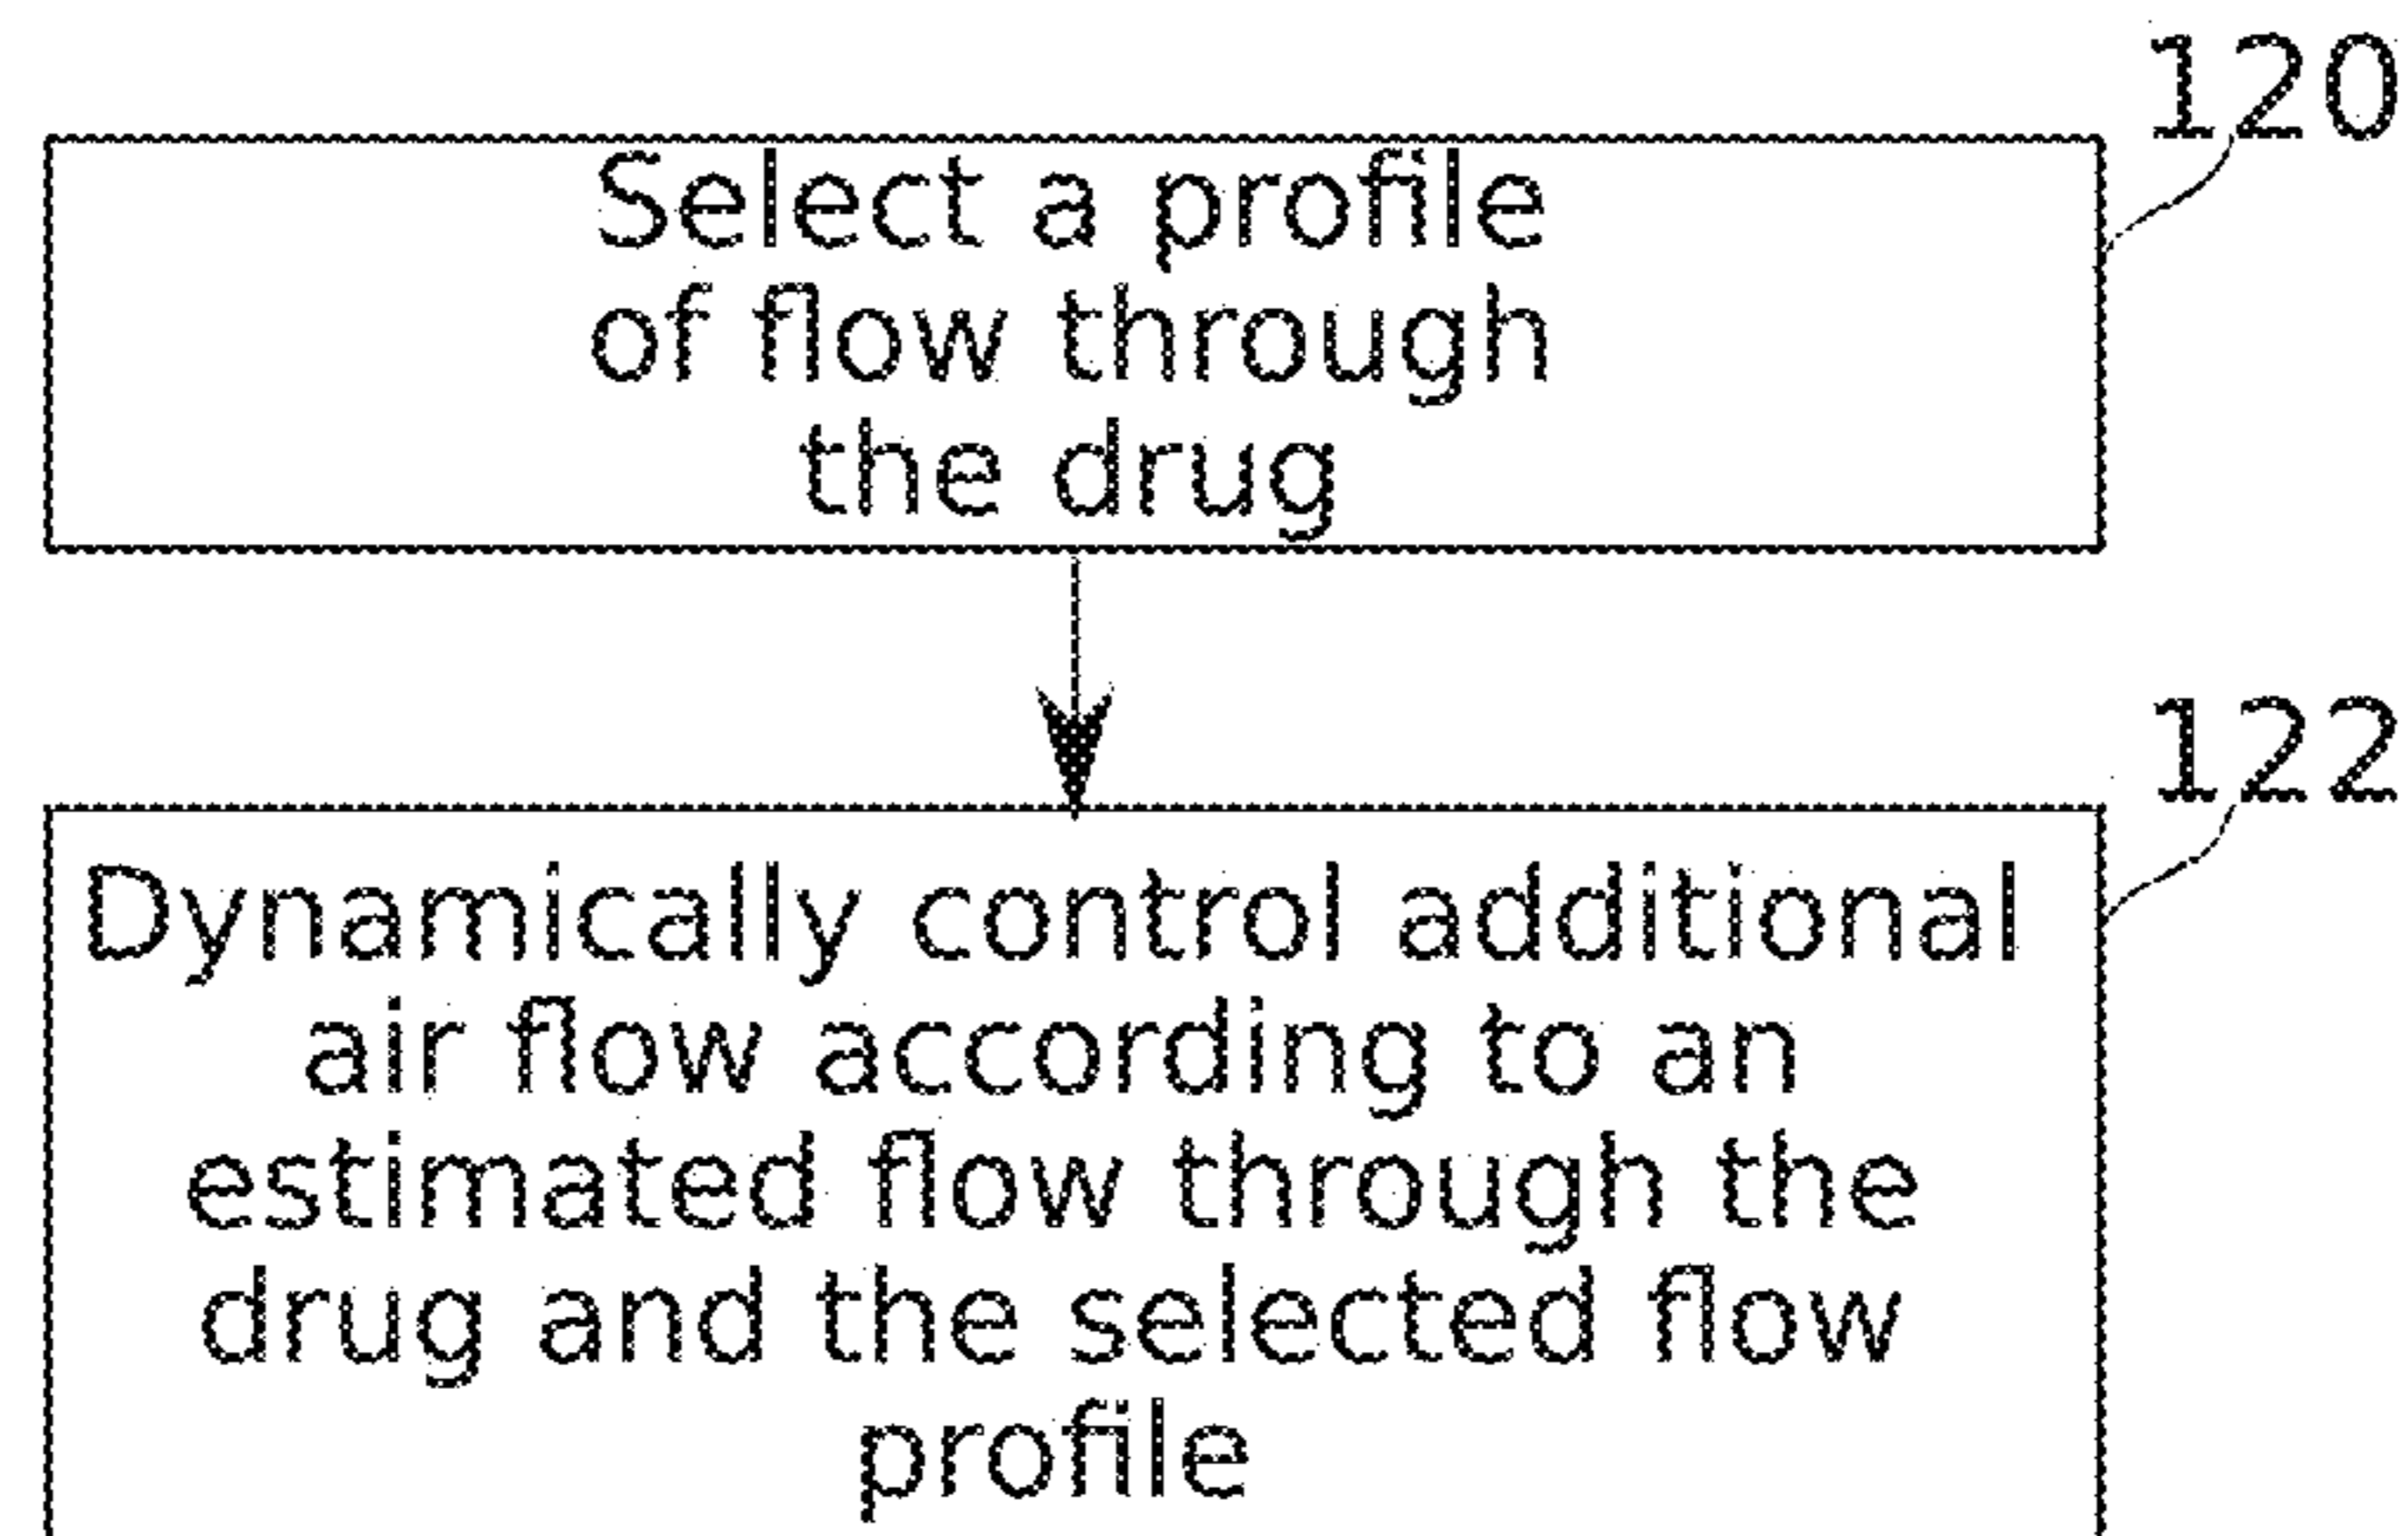 120
Select a profile
of flow through
the drug
122
Dynamically control additional
air flow according to an
estimated flow through the
drug and the selected flow
profile